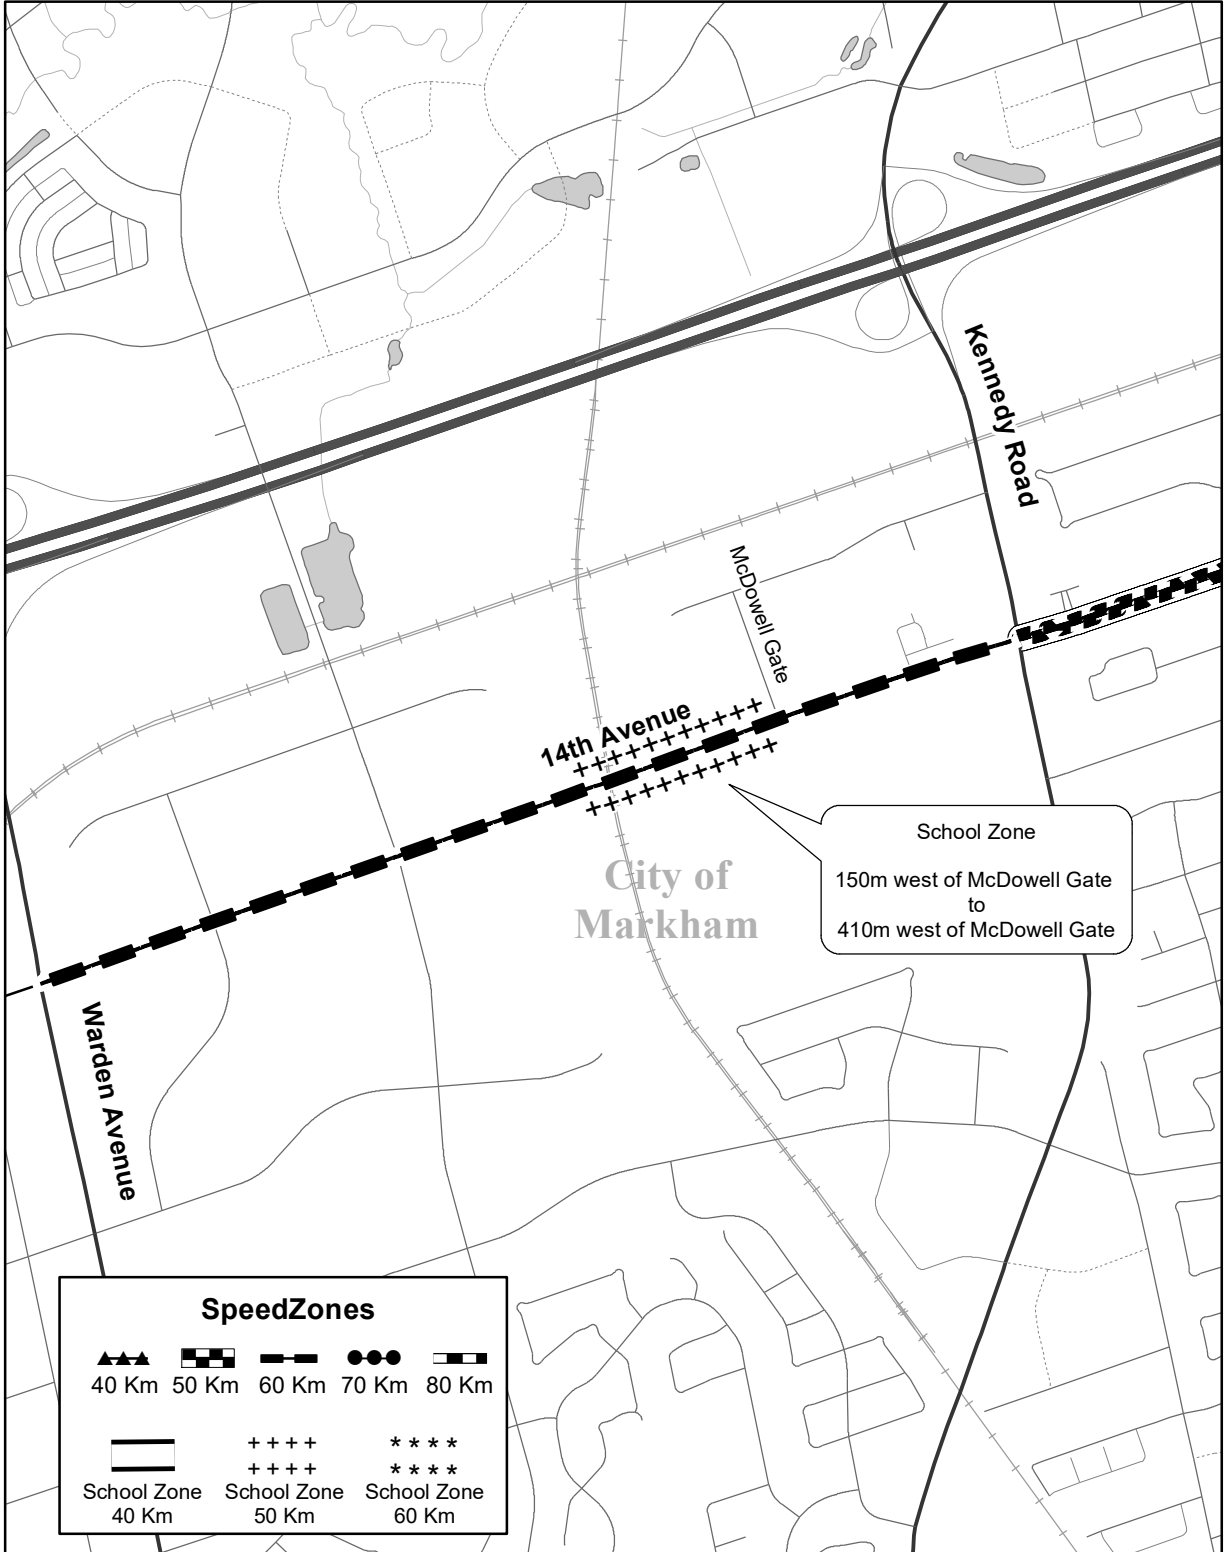 Kennedy Road
McDowell Gate
14th Avenue
School Zone
150m west of McDowell Gate
to
410m west of McDowell Gate
City of
Markham
Warden Avenue
SpeedZones
40 Km 50 Km 60 Km 70 Km 80 Km
School Zone School Zone School Zone
40 Km 50 Km 60 Km